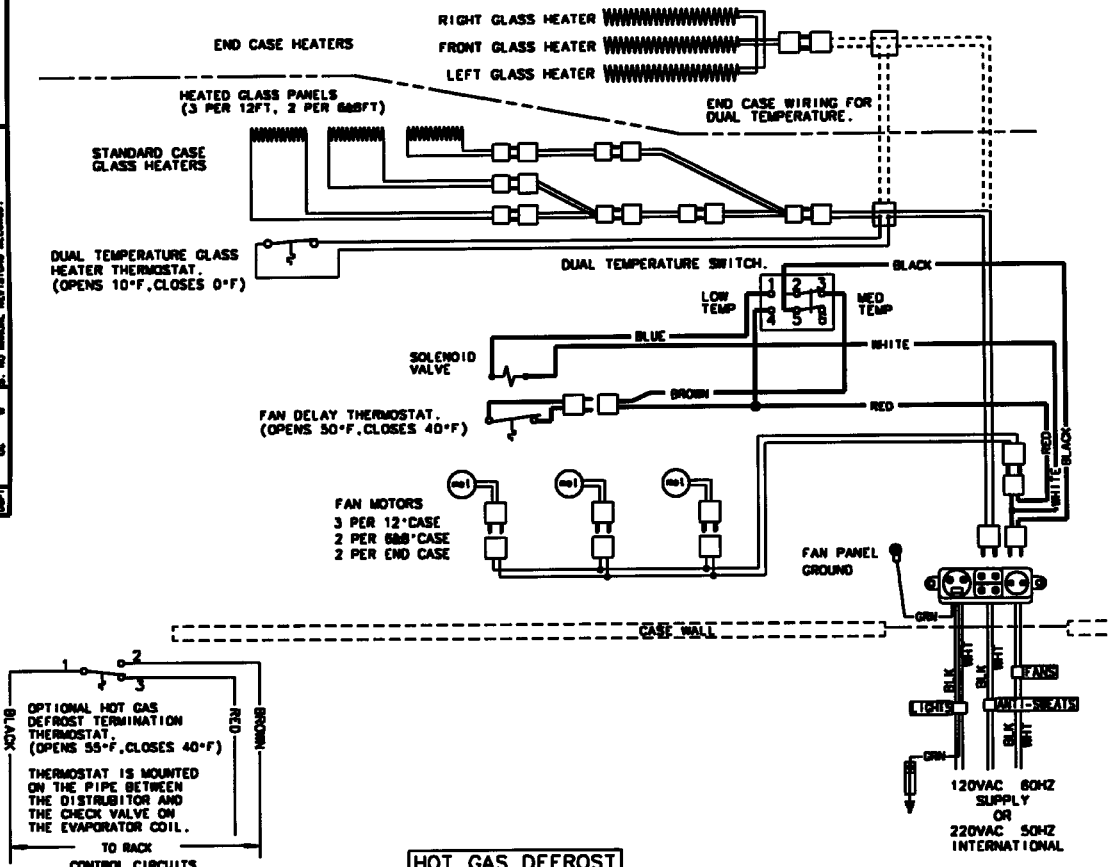 RIGHT GLASS HEATER
END CASE HEATERS
FRONT GLASS HEATER
LEFT GLASS HEATER
HEATED GLASS PANELS
(3 PER 12FT, 2 PER 6&8FT)
END CASE WIRING FOR
DUAL TEMPERATURE.
STANDARD CASE
GLASS HEATERS
DUAL TEMPERATURE GLASS
HEATER THERMOSTAT.
(OPENS 10°F,CLOSES 0°F)
DUAL TEMPERATURE SWITCH.
BLACK
LOW
TEMP
1 2 3
4 5 6
MED
TEMP
BLUE
WHITE
SOLENOID
VALVE
BROWN
RED
FAN DELAY THERMOSTAT.
(OPENS 50°F,CLOSES 40°F)
RED
BLACK
WHITE
FAN MOTORS
3 PER 12'CASE
2 PER 6&8'CASE
2 PER END CASE
FAN PANEL
GROUND
GRN
CASE WALL
BLK
WHT
BLK
WHT
FANS
LIGHTS
ANTI-SWEATS
BLK
WHT
GRN
120VAC 60HZ
SUPPLY
OR
220VAC 50HZ
INTERNATIONAL
1
2
3
BLACK
RED
BROWN
OPTIONAL HOT GAS
DEFROST TERMINATION
THERMOSTAT.
(OPENS 55°F,CLOSES 40°F)
THERMOSTAT IS MOUNTED
ON THE PIPE BETWEEN
THE DISTRUBITOR AND
THE CHECK VALVE ON
THE EVAPORATOR COIL.
TO RACK
CONTROL CIRCUITS
HOT GAS DEFROST